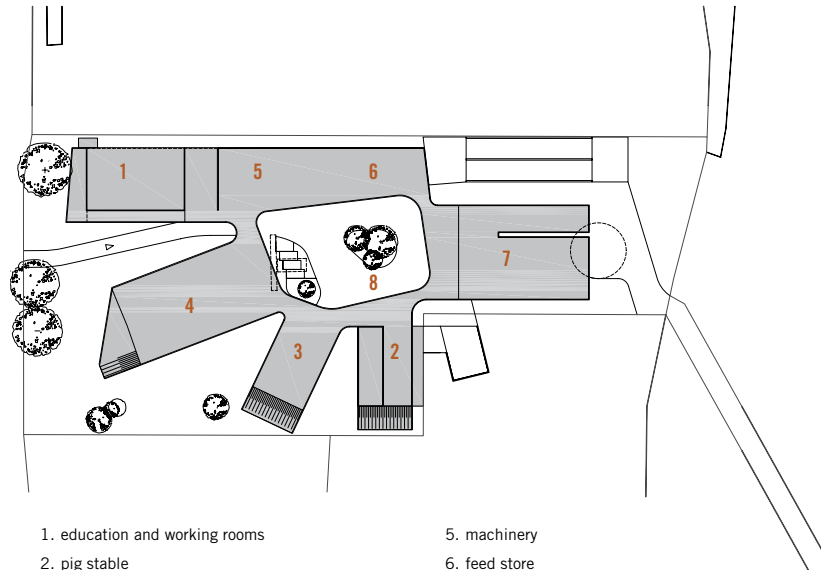 1
5
6
7
8
4
3
2
1. education and working rooms
2. pig stable
5. machinery
6. feed store